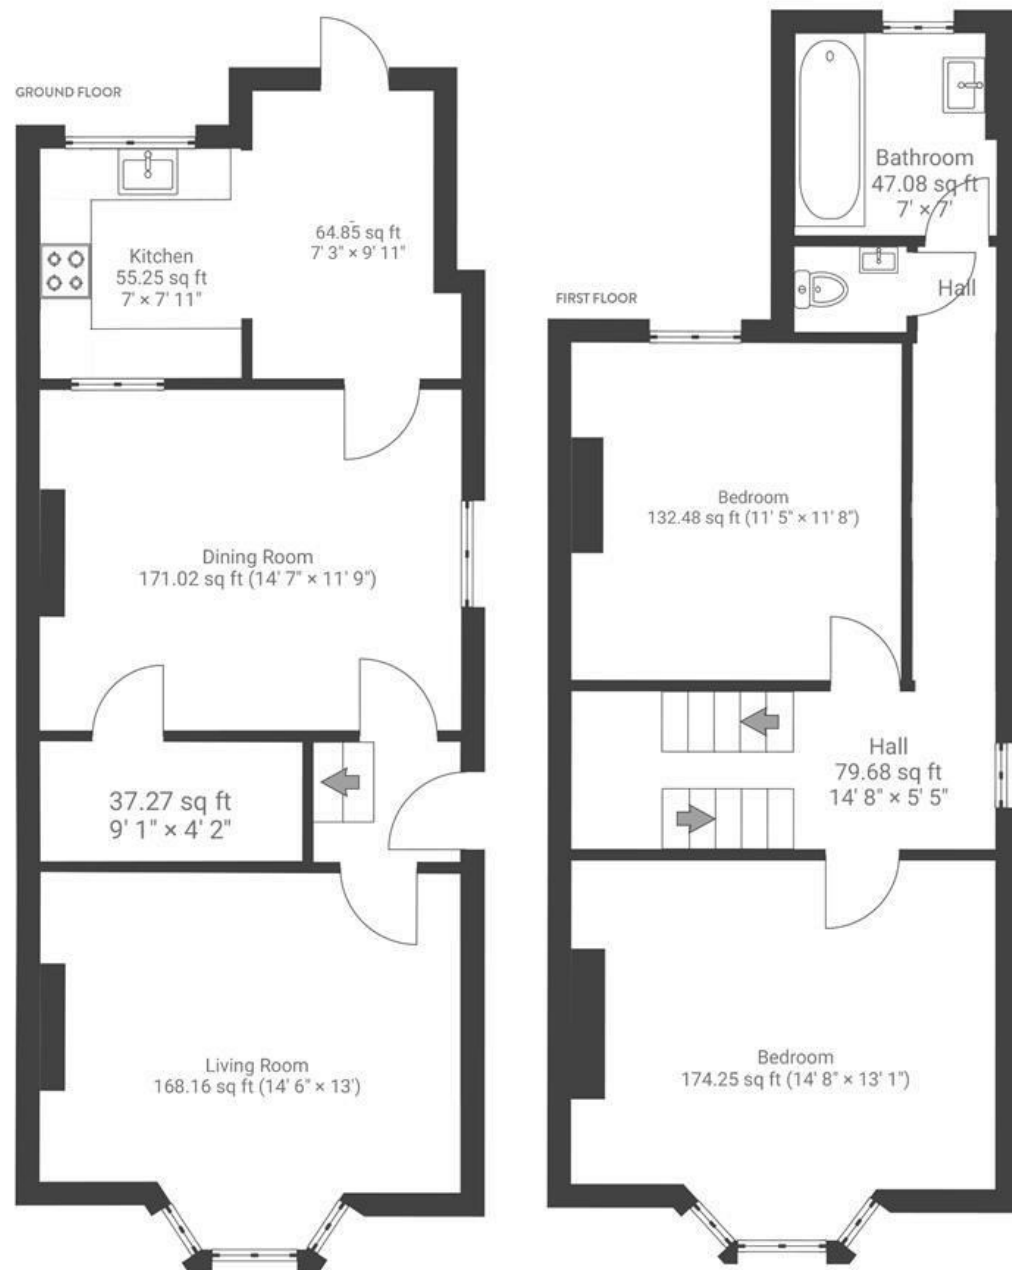 GROUND FLOOR
64.85 sq ft
7' 3" × 9' 11"
Kitchen
55.25 sq ft
7' × 7' 11"
Dining Room
171.02 sq ft (14' 7" × 11' 9")
37.27 sq ft
9' 1" × 4' 2"
Living Room
168.16 sq ft (14' 6" × 13')
FIRST FLOOR
Bathroom
47.08 sq ft
7' × 7'
Hall
Bedroom
132.48 sq ft (11' 5" × 11' 8")
Hall
79.68 sq ft
14' 8" × 5' 5"
Bedroom
174.25 sq ft (14' 8" × 13' 1")